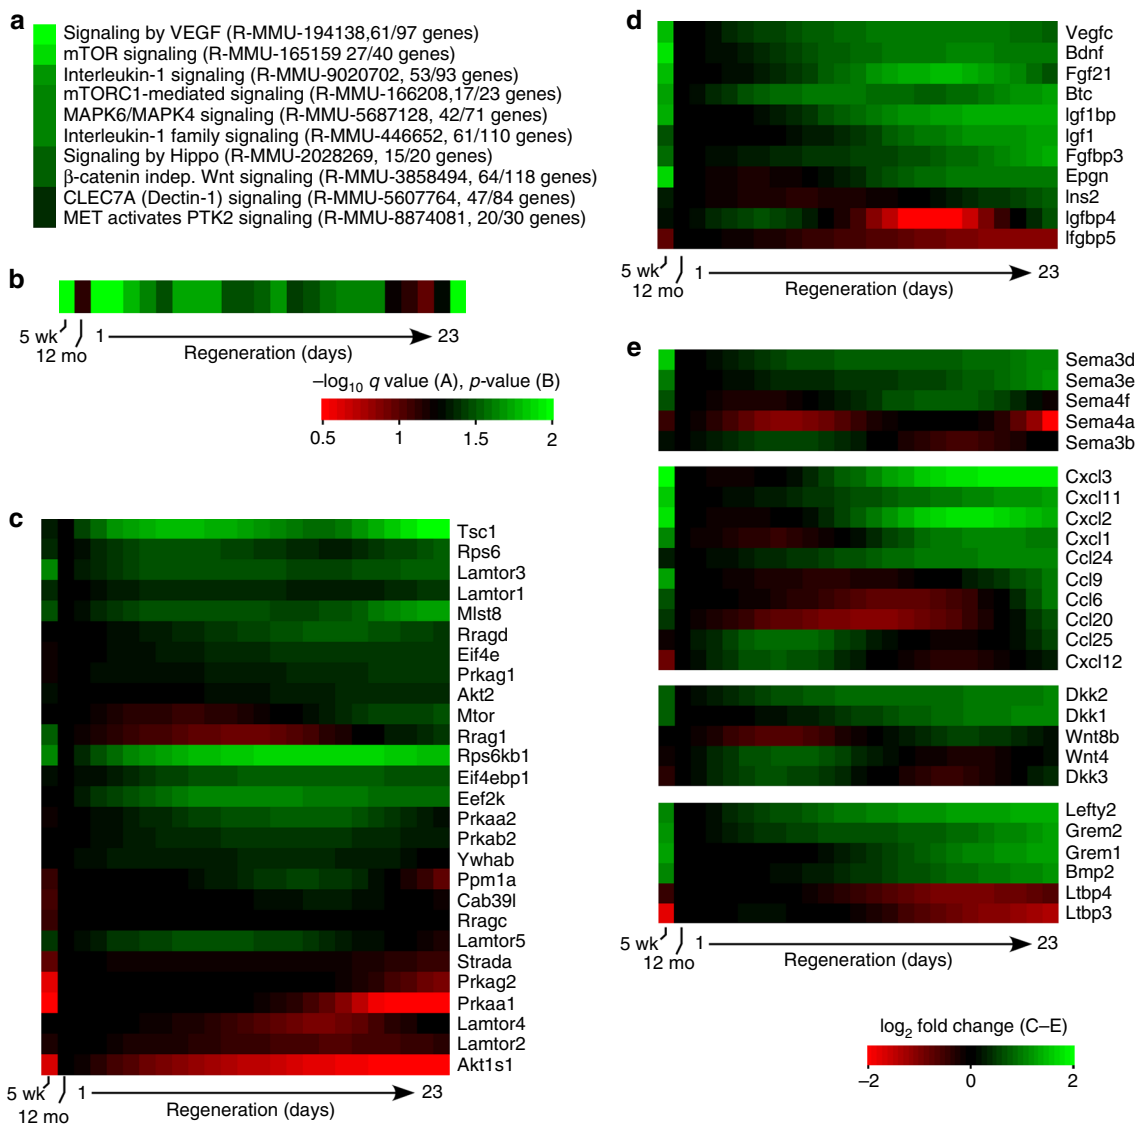 a
Signaling by VEGF (R-MMU-194138,61/97 genes)
mTOR signaling (R-MMU-165159 27/40 genes)
Interleukin-1 signaling (R-MMU-9020702, 53/93 genes)
mTORC1-mediated signaling (R-MMU-166208,17/23 genes)
MAPK6/MAPK4 signaling (R-MMU-5687128, 42/71 genes)
Interleukin-1 family signaling (R-MMU-446652, 61/110 genes)
Signaling by Hippo (R-MMU-2028269, 15/20 genes)
β-catenin indep. Wnt signaling (R-MMU-3858494, 64/118 genes)
CLEC7A (Dectin-1) signaling (R-MMU-5607764, 47/84 genes)
MET activates PTK2 signaling (R-MMU-8874081, 20/30 genes)
b
5 wk
12 mo
1
23
Regeneration (days)
–log10 q value (A), p-value (B)
0.5 1 1.5 2
c
Tsc1
Rps6
Lamtor3
Lamtor1
Mlst8
Rragd
Eif4e
Prkag1
Akt2
Mtor
Rrag1
Rps6kb1
Eif4ebp1
Eef2k
Prkaa2
Prkab2
Ywhab
Ppm1a
Cab39l
Rragc
Lamtor5
Strada
Prkag2
Prkaa1
Lamtor4
Lamtor2
Akt1s1
5 wk
12 mo
1
23
Regeneration (days)
d
Vegfc
Bdnf
Fgf21
Btc
Igf1bp
Igf1
Fgfbp3
Epgn
Ins2
Igfbp4
Ifgbp5
5 wk
12 mo
1
23
Regeneration (days)
e
Sema3d
Sema3e
Sema4f
Sema4a
Sema3b
Cxcl3
Cxcl11
Cxcl2
Cxcl1
Ccl24
Ccl9
Ccl6
Ccl20
Ccl25
Cxcl12
Dkk2
Dkk1
Wnt8b
Wnt4
Dkk3
Lefty2
Grem2
Grem1
Bmp2
Ltbp4
Ltbp3
5 wk
12 mo
1
23
Regeneration (days)
log2 fold change (C–E)
–2 0 2